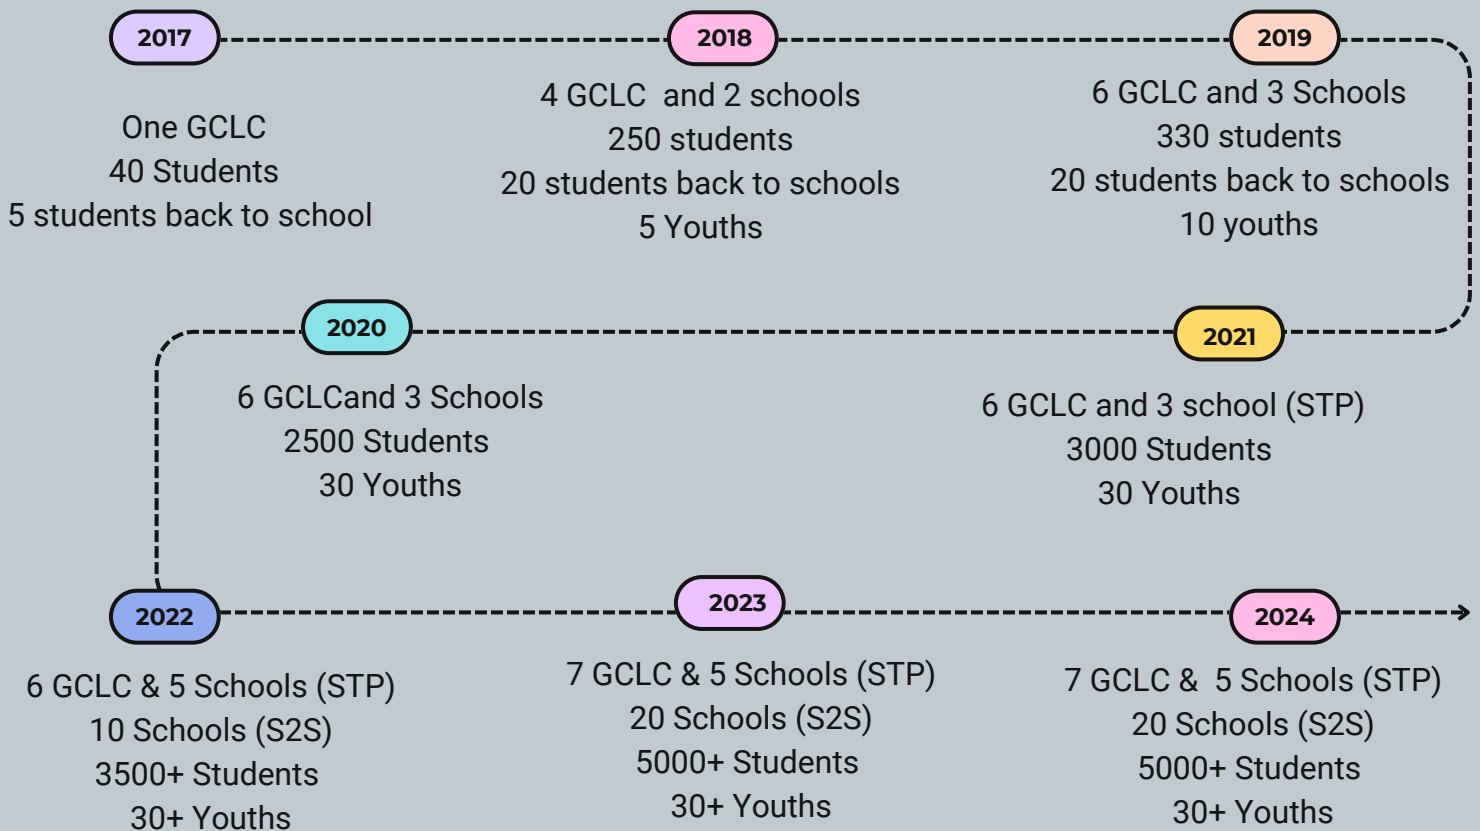 2017
One GCLC
40 Students
5 students back to school
2018
4 GCLC and 2 schools
250 students
20 students back to schools
5 Youths
2019
6 GCLC and 3 Schools
330 students
20 students back to schools
10 youths
2020
6 GCLCand 3 Schools
2500 Students
30 Youths
2021
6 GCLC and 3 school (STP)
3000 Students
30 Youths
2022
6 GCLC & 5 Schools (STP)
10 Schools (S2S)
3500+ Students
30+ Youths
2023
7 GCLC & 5 Schools (STP)
20 Schools (S2S)
5000+ Students
30+ Youths
2024
7 GCLC & 5 Schools (STP)
20 Schools (S2S)
5000+ Students
30+ Youths